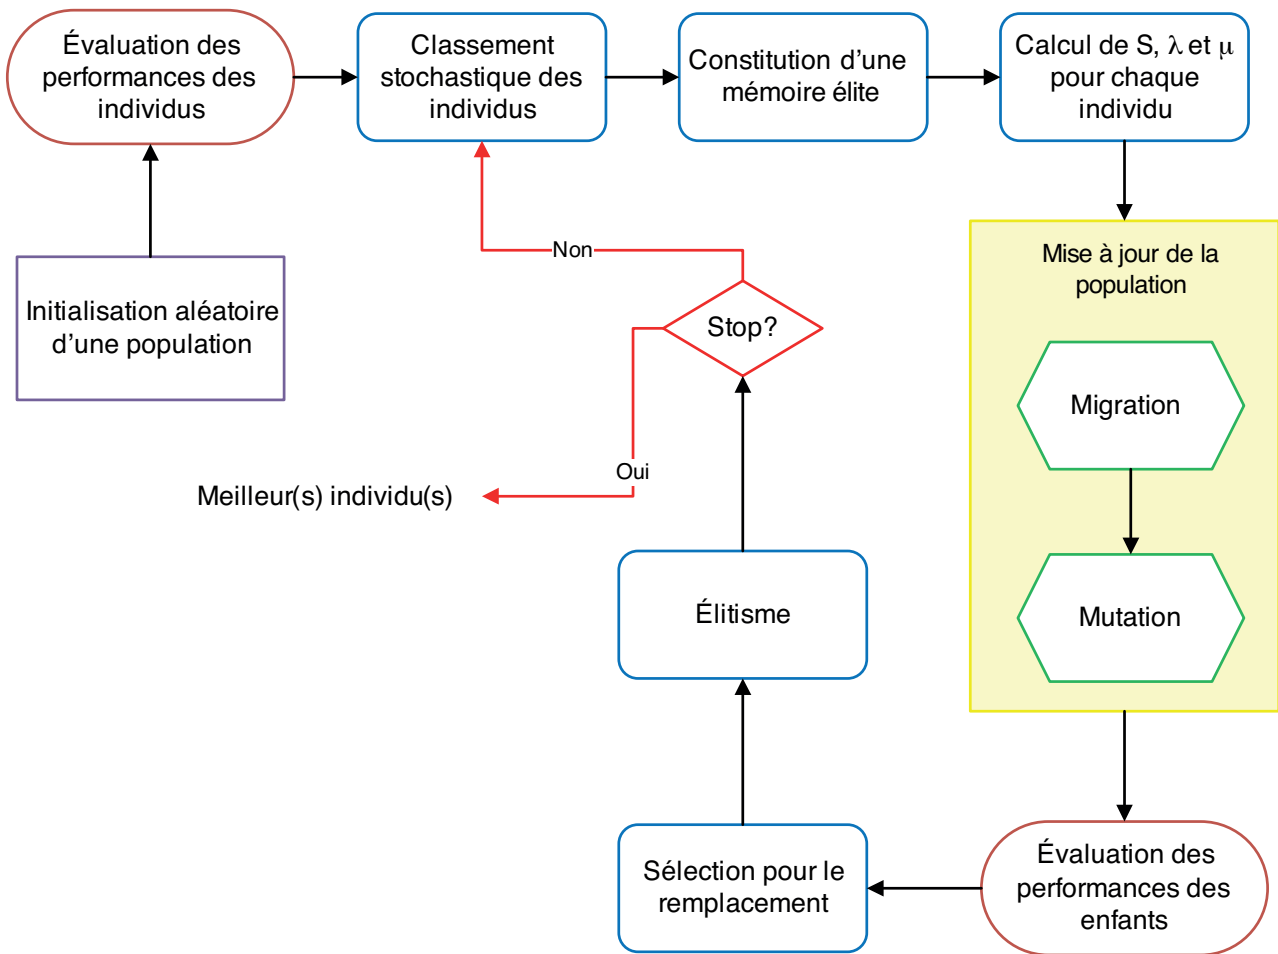 Évaluation des
performances des
individus
Classement
stochastique des
individus
Constitution d’une
mémoire élite
Calcul de S, λ et μ
pour chaque
individu
Initialisation aléatoire
d’une population
Non
Stop?
Oui
Meilleur(s) individu(s)
Mise à jour de la
population
Migration
Mutation
Élitisme
Sélection pour le
remplacement
Évaluation des
performances des
enfants